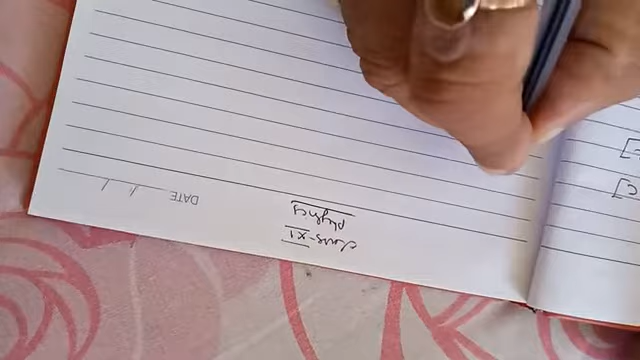 class-XI
Physics
DATE / /